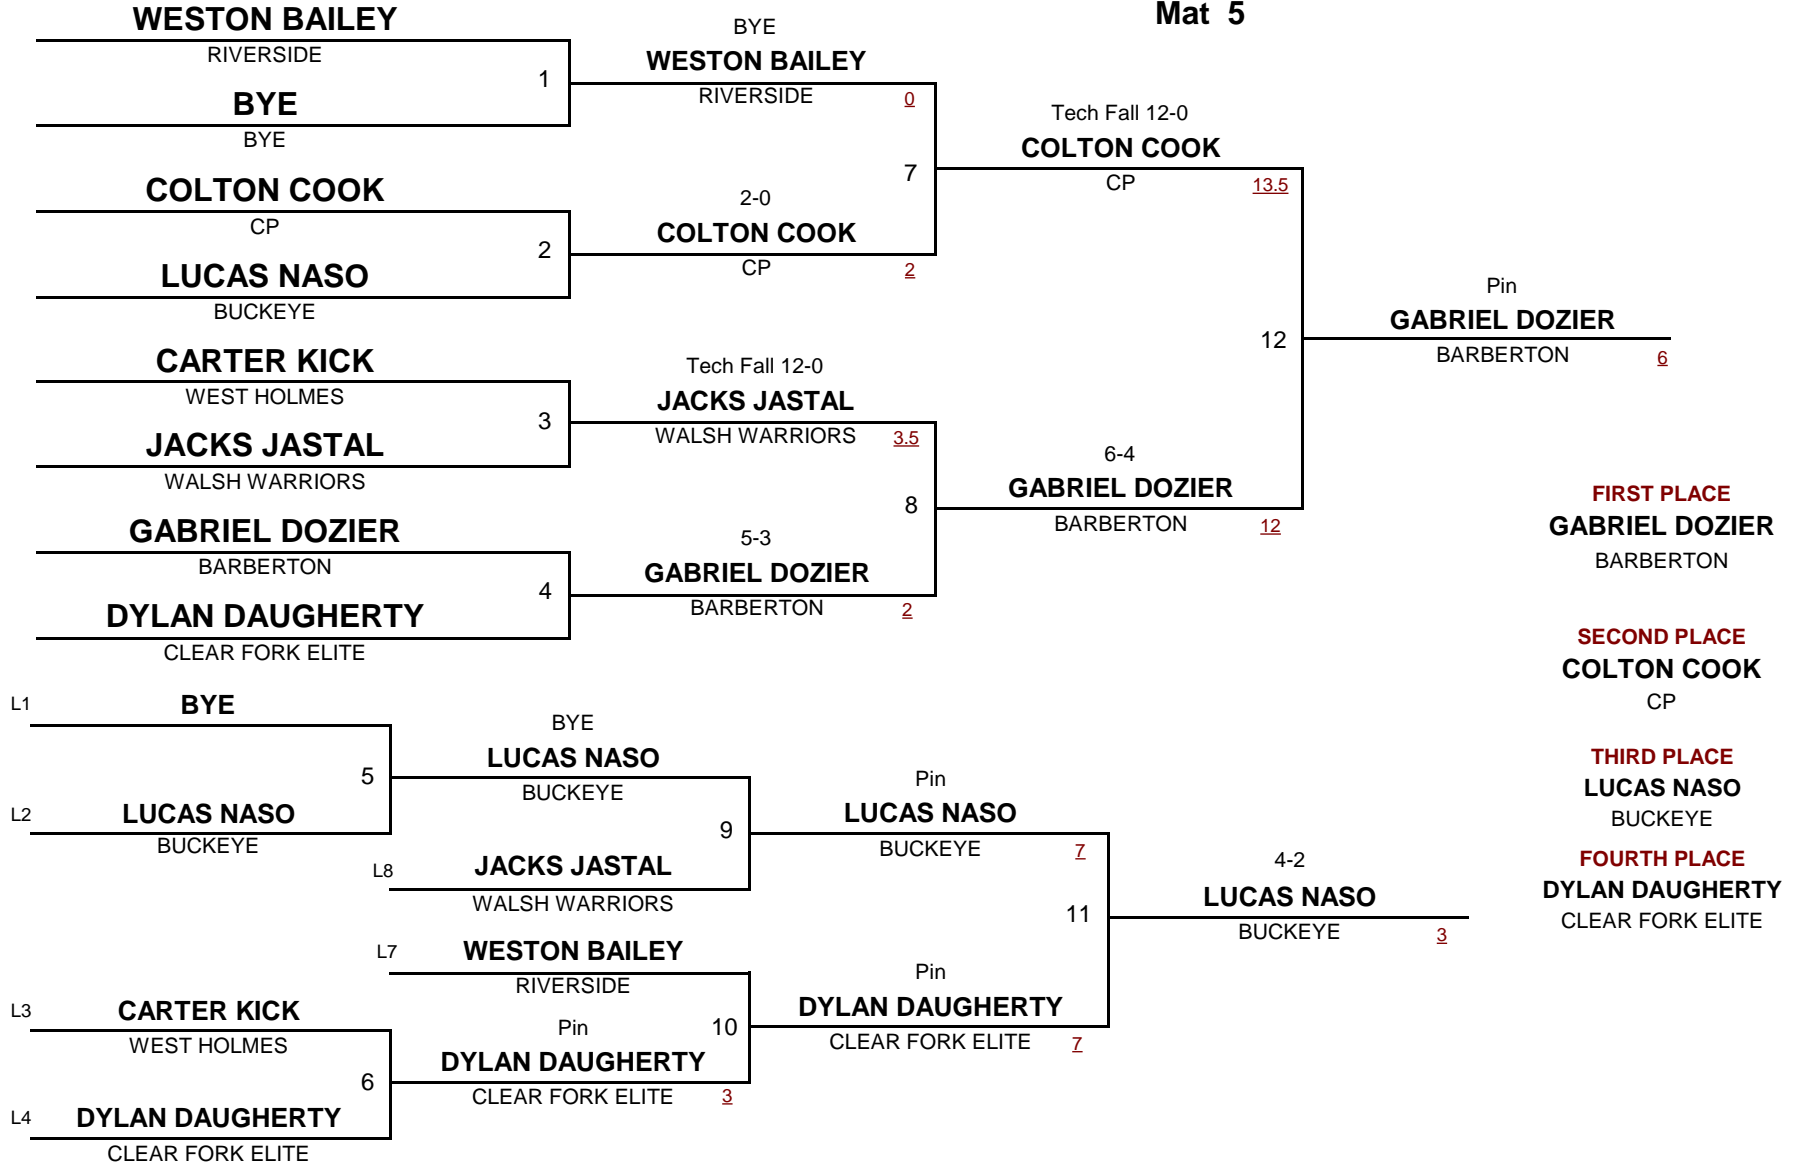 Mat 5
WESTON BAILEY
RIVERSIDE
1
BYE
BYE
COLTON COOK
CP
2
LUCAS NASO
BUCKEYE
CARTER KICK
WEST HOLMES
3
JACKS JASTAL
WALSH WARRIORS
GABRIEL DOZIER
BARBERTON
4
DYLAN DAUGHERTY
CLEAR FORK ELITE
BYE
WESTON BAILEY
RIVERSIDE 0
7
2-0
COLTON COOK
CP 2
Tech Fall 12-0
JACKS JASTAL
WALSH WARRIORS 3.5
8
5-3
GABRIEL DOZIER
BARBERTON 2
Tech Fall 12-0
COLTON COOK
CP 13.5
12
6-4
GABRIEL DOZIER
BARBERTON 12
Pin
GABRIEL DOZIER
BARBERTON 6
L1 BYE
5
L2 LUCAS NASO
BUCKEYE
L3 CARTER KICK
WEST HOLMES
6
L4 DYLAN DAUGHERTY
CLEAR FORK ELITE
BYE
LUCAS NASO
BUCKEYE
9
L8 JACKS JASTAL
WALSH WARRIORS
L7 WESTON BAILEY
RIVERSIDE
10
Pin
DYLAN DAUGHERTY
CLEAR FORK ELITE 3
Pin
LUCAS NASO
BUCKEYE 7
11
Pin
DYLAN DAUGHERTY
CLEAR FORK ELITE 7
4-2
LUCAS NASO
BUCKEYE 3
FIRST PLACE
GABRIEL DOZIER
BARBERTON
SECOND PLACE
COLTON COOK
CP
THIRD PLACE
LUCAS NASO
BUCKEYE
FOURTH PLACE
DYLAN DAUGHERTY
CLEAR FORK ELITE